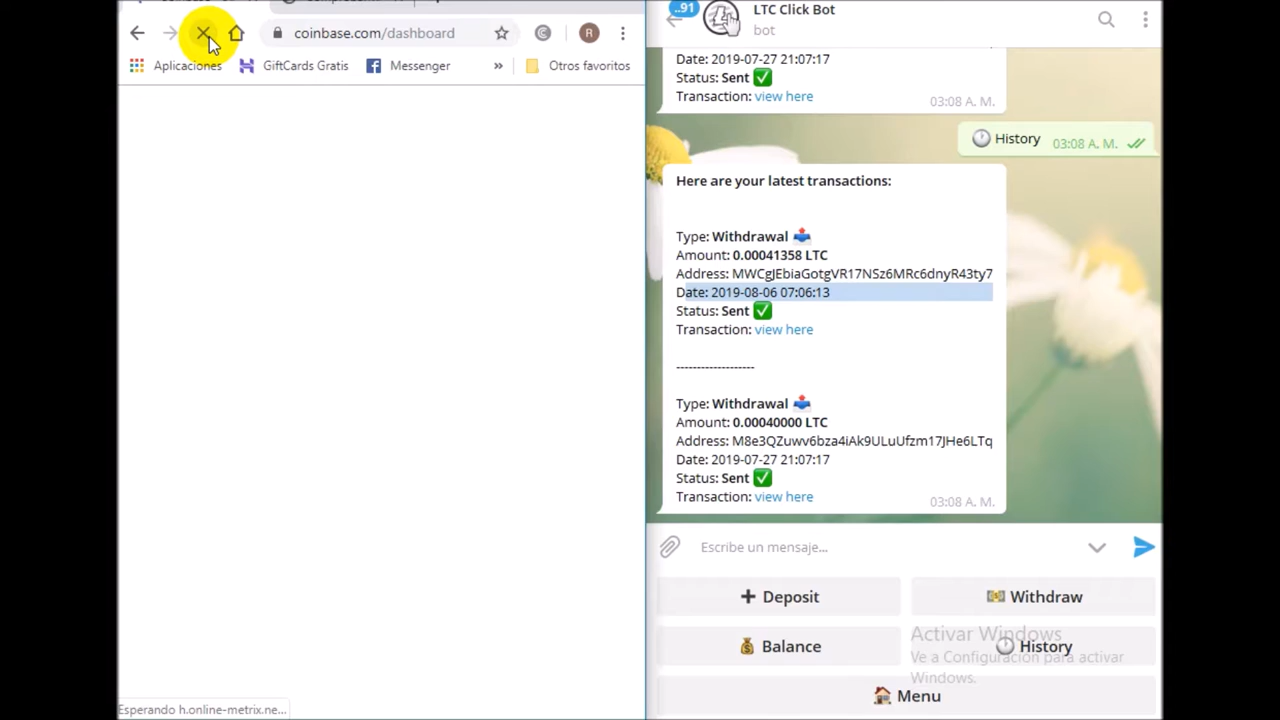 coinbase.com/dashboard
R
Aplicaciones
GiftCards Gratis
Messenger
»
Otros favoritos
Esperando h.online-metrix.ne...
..91
LTC Click Bot
bot
Date: 2019-07-27 21:07:17
Status: Sent ✅
Transaction: view here
03:08 A. M.
🕐 History 03:08 A. M.
Here are your latest transactions:
Type: Withdrawal 📤
Amount: 0.00041358 LTC
Address: MWCgJEbiaGotgVR17NSz6MRc6dnyR43ty7
Date: 2019-08-06 07:06:13
Status: Sent ✅
Transaction: view here
-------------------
Type: Withdrawal 📤
Amount: 0.00040000 LTC
Address: M8e3QZuwv6bza4iAk9ULuUfzm17JHe6LTq
Date: 2019-07-27 21:07:17
Status: Sent ✅
Transaction: view here
03:08 A. M.
Escribe un mensaje...
➕ Deposit
💵 Withdraw
💰 Balance
🕐 History
🏠 Menu
Activar Windows
Ve a Configuración para activar
Windows.